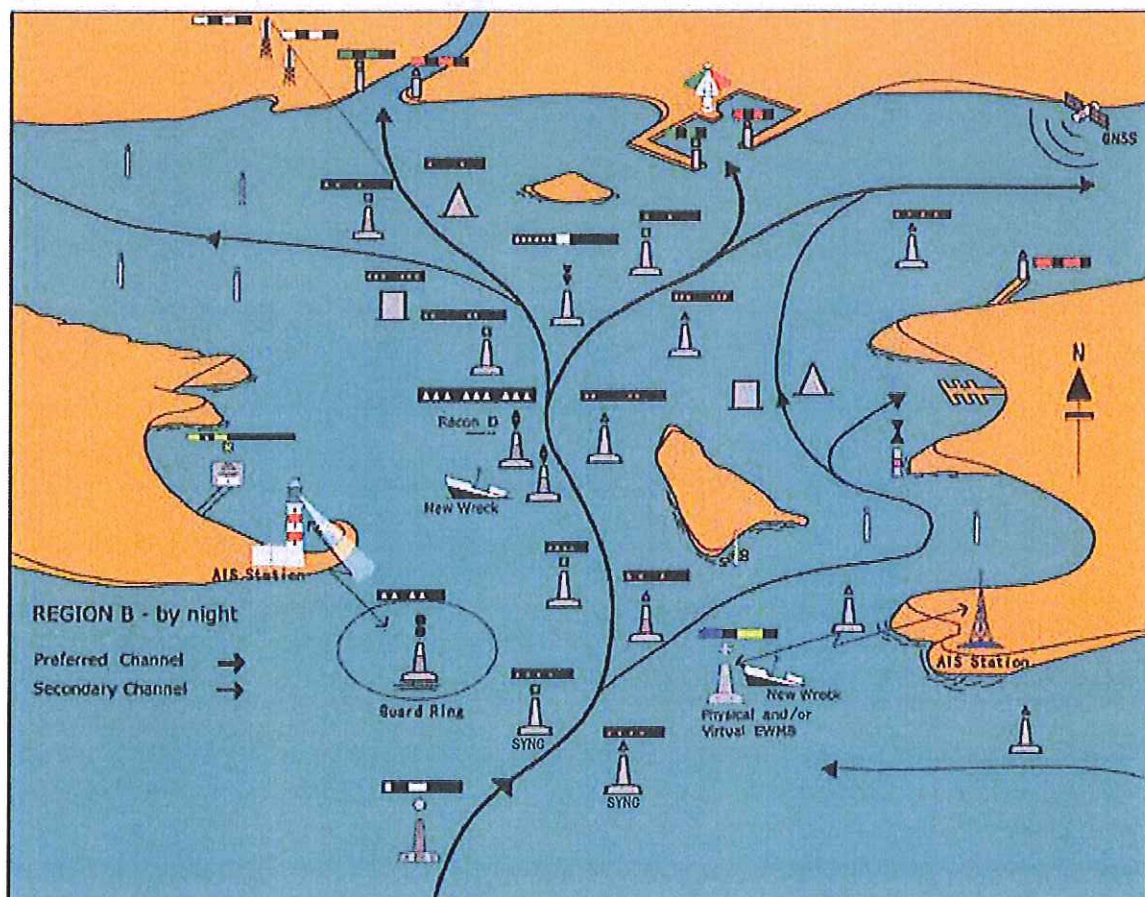 GNSS
N
Racon D
New Wreck
AIS Station
REGION B - by night
Preferred Channel
Secondary Channel
Guard Ring
SYNC
AIS Station
New Wreck
Physical and/or
Virtual EWMB
SYNC